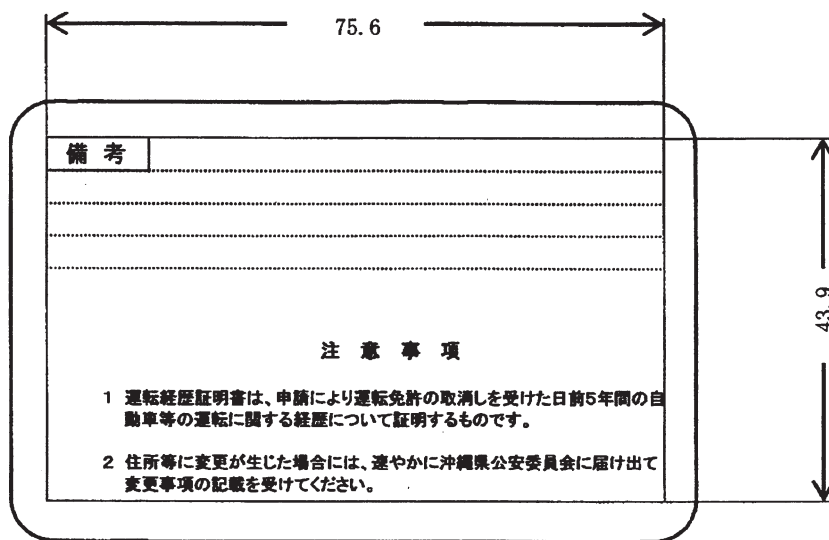 75.6
備考
43.9
注意事項
1 運転経歴証明書は、申請により運転免許の取消しを受けた日前5年間の自
動車等の運転に関する経歴について証明するものです。
2 住所等に変更が生じた場合には、速やかに沖縄県公安委員会に届け出て
変更事項の記載を受けてください。